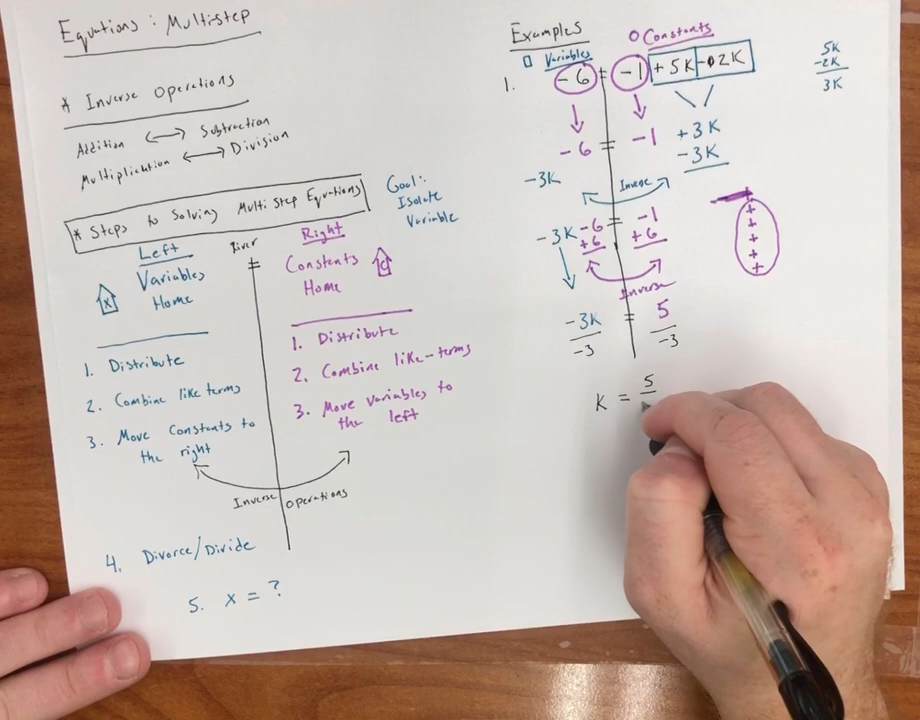 Equations: Multistep
* Inverse Operations
Addition ↔ Subtraction
Multiplication ↔ Division
* Steps to Solving Multi Step Equations
Goal:
Isolate
Variable
Left
Variables
Home
X
River
Right
Constants
Home
C
1. Distribute
2. Combine like terms
3. Move Constants to
the right
1. Distribute
2. Combine like-terms
3. Move variables to
the left
Inverse Operations
4. Divorce/Divide
5. x = ?
Examples
Variables
Constants
1. -6 = -1 +5K -2K
5K
-2K
3K
-6 = -1 +3K
-3K
-3K
Inverse
-3K -6 = -1
+6 +6
Inverse
-3K = 5
-3 -3
K = 5
+
+
+
+
+